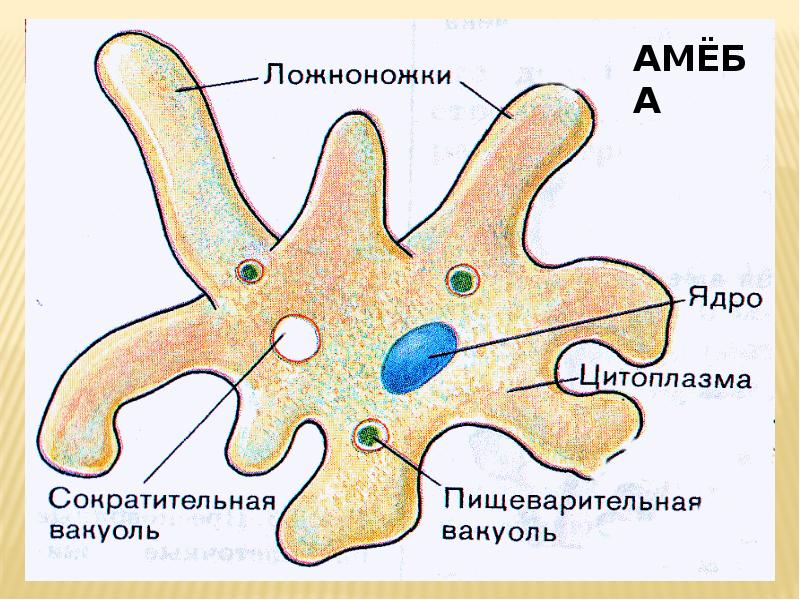 АМЁБ
А
Ложноножки
Ядро
Цитоплазма
Сократительная
вакуоль
Пищеварительная
вакуоль